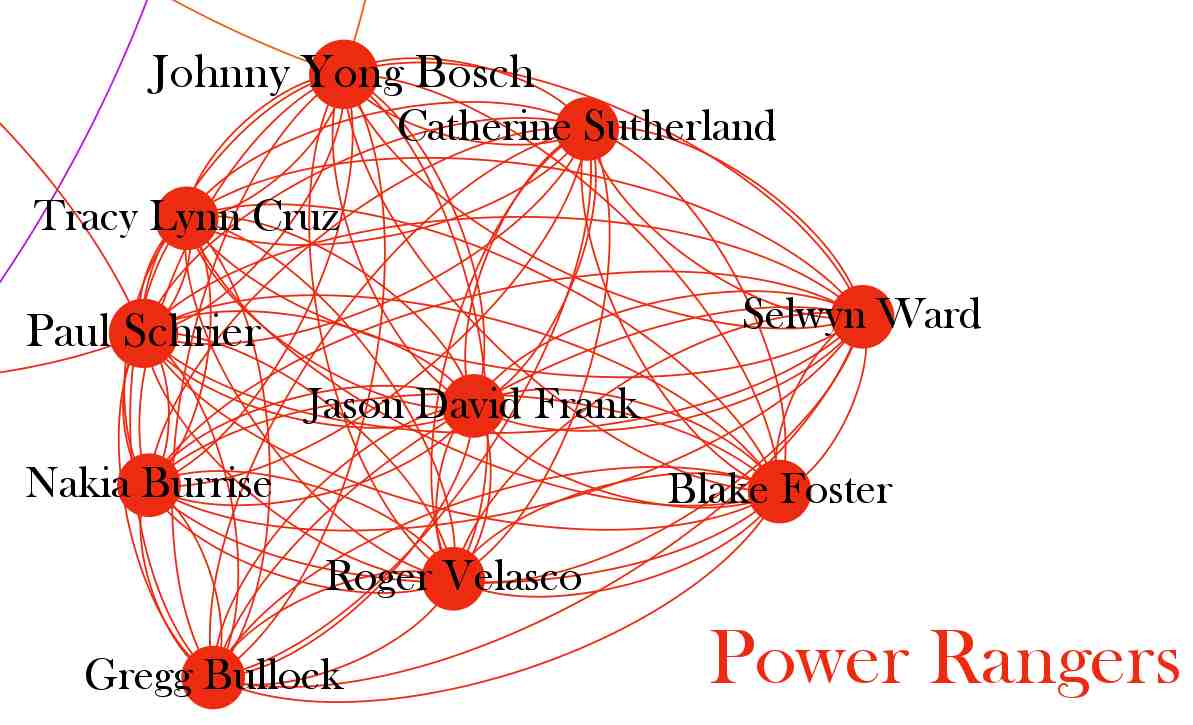 Johnny Yong Bosch
Catherine Sutherland
Tracy Lynn Cruz
Selwyn Ward
Paul Schrier
Jason David Frank
Nakia Burrise
Blake Foster
Roger Velasco
Gregg Bullock
Power Rangers